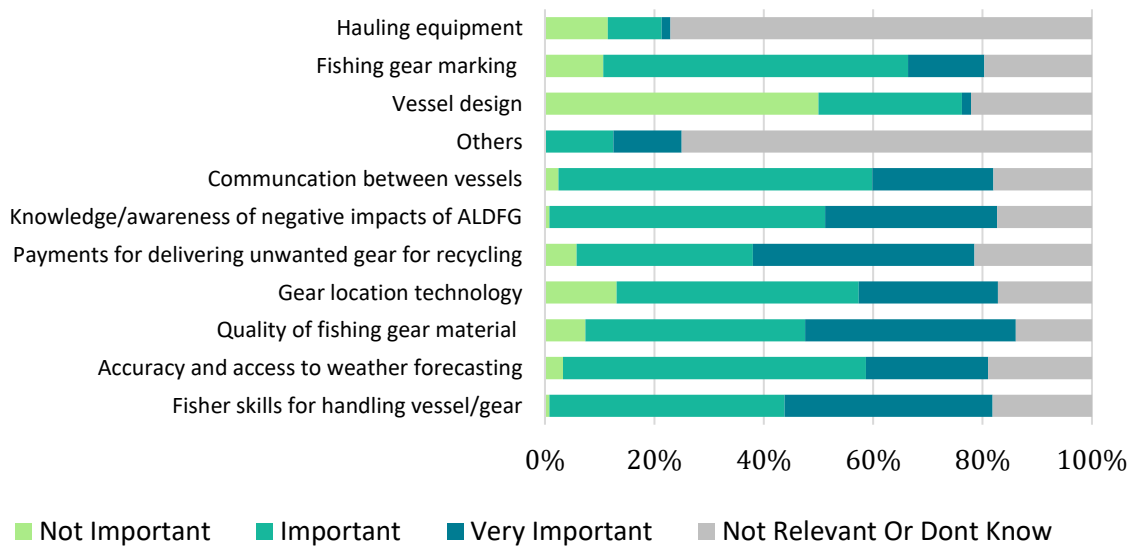 Hauling equipment
Fishing gear marking
Vessel design
Others
Communcation between vessels
Knowledge/awareness of negative impacts of ALDFG
Payments for delivering unwanted gear for recycling
Gear location technology
Quality of fishing gear material
Accuracy and access to weather forecasting
Fisher skills for handling vessel/gear
0% 20% 40% 60% 80% 100%
Not Important Important Very Important Not Relevant Or Dont Know